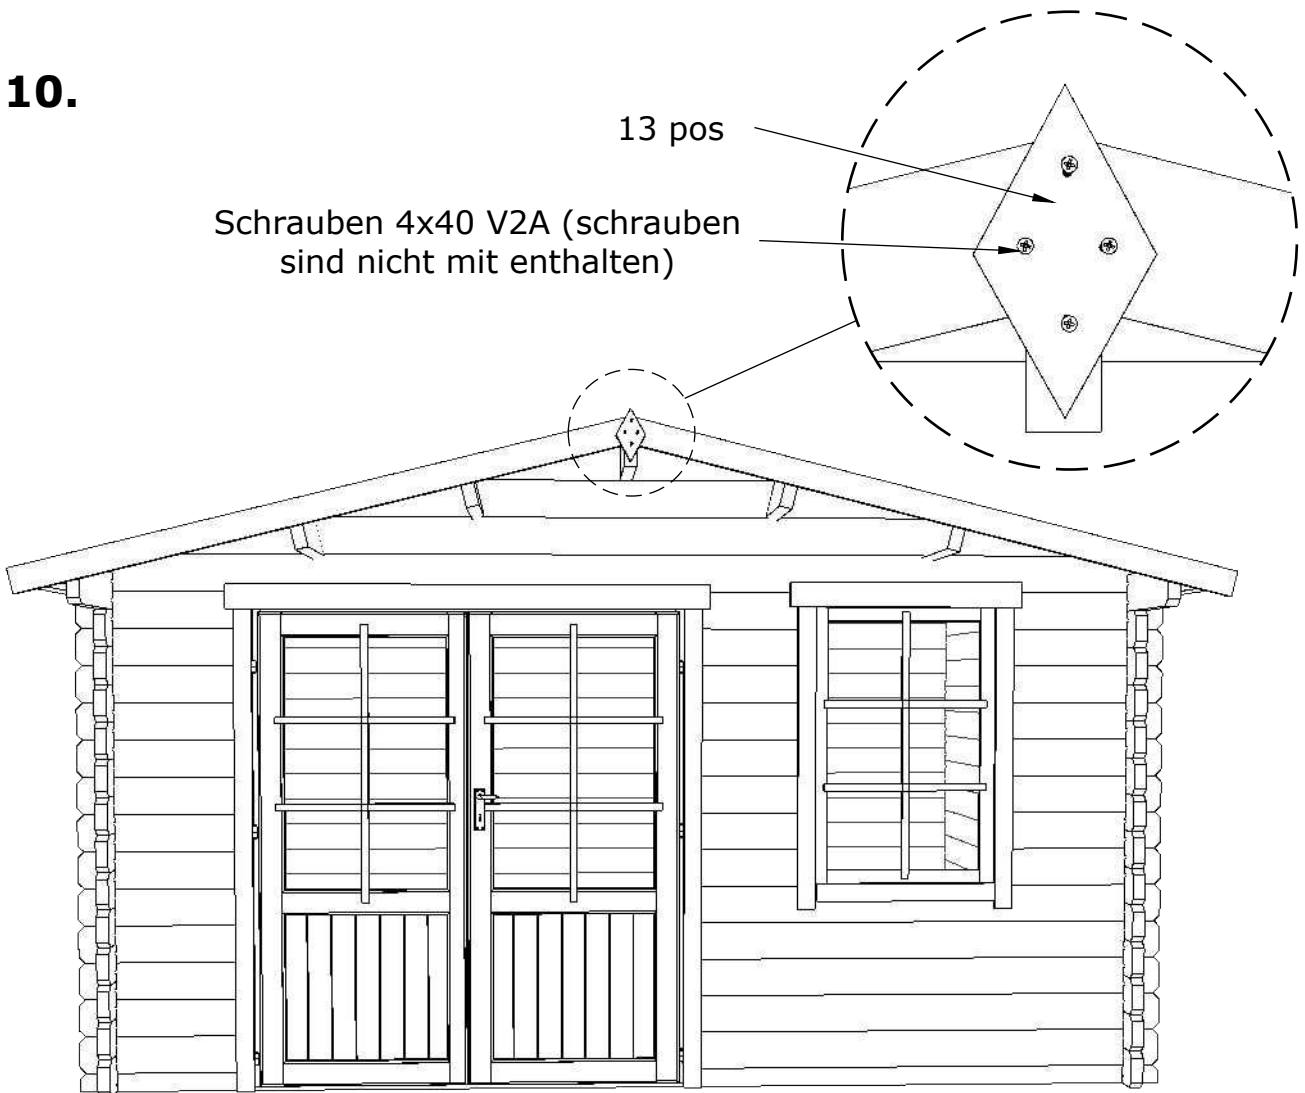 10.
13 pos
Schrauben 4x40 V2A (schrauben
sind nicht mit enthalten)